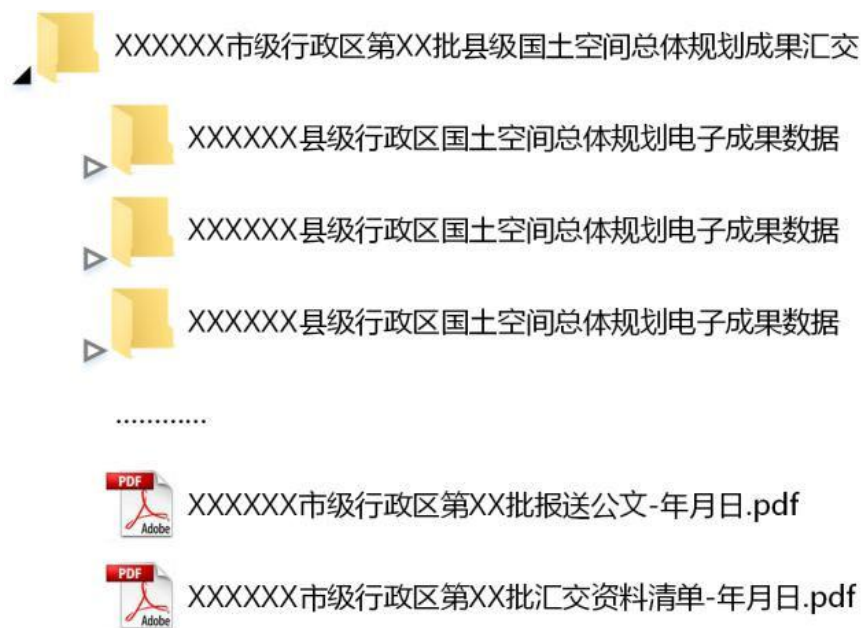 XXXXXX市级行政区第XX批县级国土空间总体规划成果汇交
XXXXXX县级行政区国土空间总体规划电子成果数据
XXXXXX县级行政区国土空间总体规划电子成果数据
XXXXXX县级行政区国土空间总体规划电子成果数据
............
PDF
Adobe
XXXXXX市级行政区第XX批报送公文-年月日.pdf
PDF
Adobe
XXXXXX市级行政区第XX批汇交资料清单-年月日.pdf